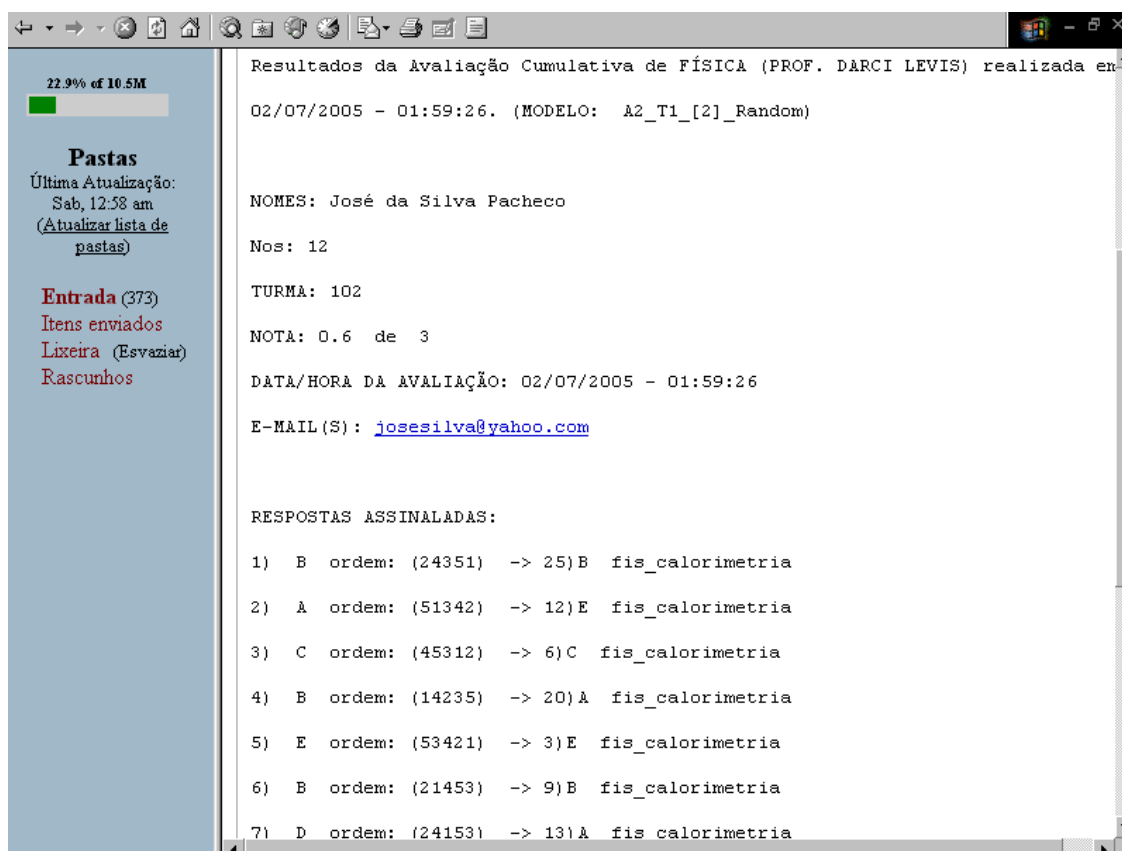 22.9% of 10.5M
Pastas
Última Atualização:
Sab, 12:58 am
(Atualizar lista de
pastas)
Entrada (373)
Itens enviados
Lixeira (Esvaziar)
Rascunhos
Resultados da Avaliação Cumulativa de FÍSICA (PROF. DARCI LEVIS) realizada em
02/07/2005 - 01:59:26. (MODELO: A2_T1_[2]_Random)
NOMES: José da Silva Pacheco
Nos: 12
TURMA: 102
NOTA: 0.6 de 3
DATA/HORA DA AVALIAÇÃO: 02/07/2005 - 01:59:26
E-MAIL(S): josesilva@yahoo.com
RESPOSTAS ASSINALADAS:
1) B ordem: (24351) -> 25)B fis_calorimetria
2) A ordem: (51342) -> 12)E fis_calorimetria
3) C ordem: (45312) -> 6)C fis_calorimetria
4) B ordem: (14235) -> 20)A fis_calorimetria
5) E ordem: (53421) -> 3)E fis_calorimetria
6) B ordem: (21453) -> 9)B fis_calorimetria
7) D ordem: (24153) -> 13)A fis_calorimetria